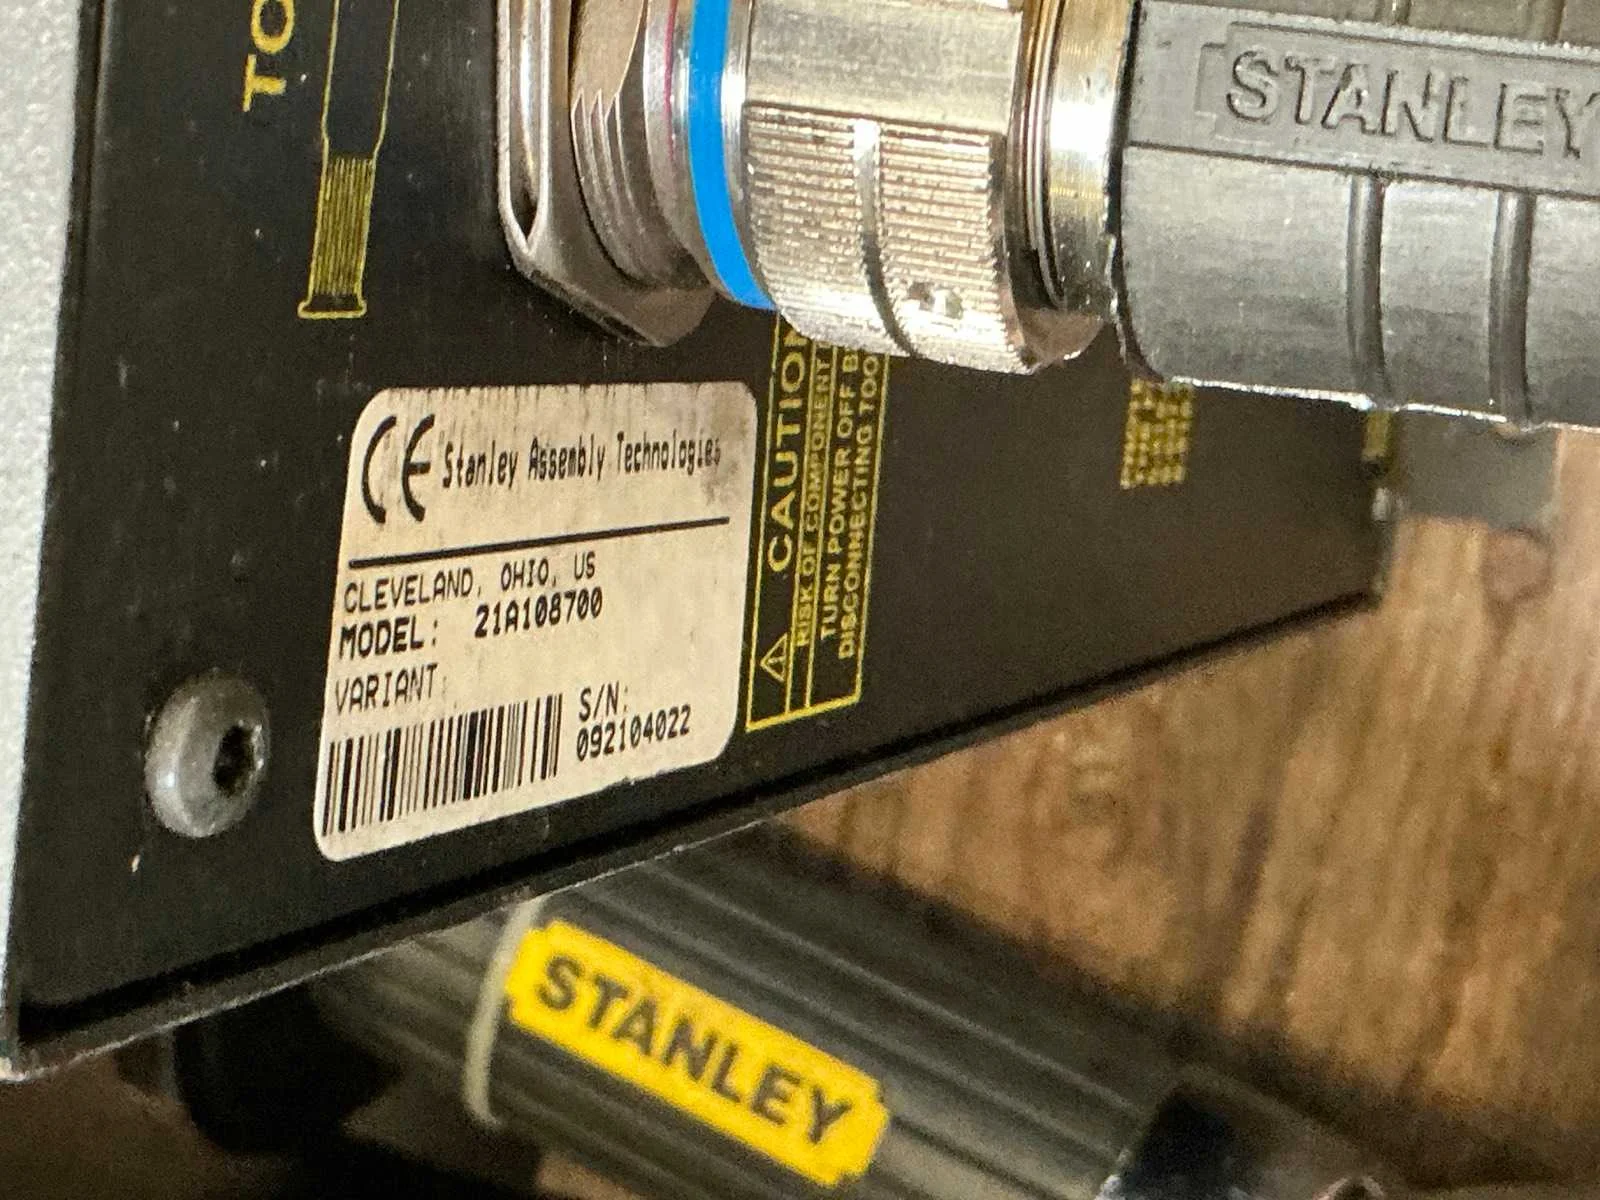 STANLEY
CE Stanley Assembly Technologies
CLEVELAND, OHIO, US
MODEL: 21A108700
VARIANT:
S/N:
092104022
CAUTION
RISK OF COMPONENT
TURN POWER OFF
DISCONNECTING
STANLEY